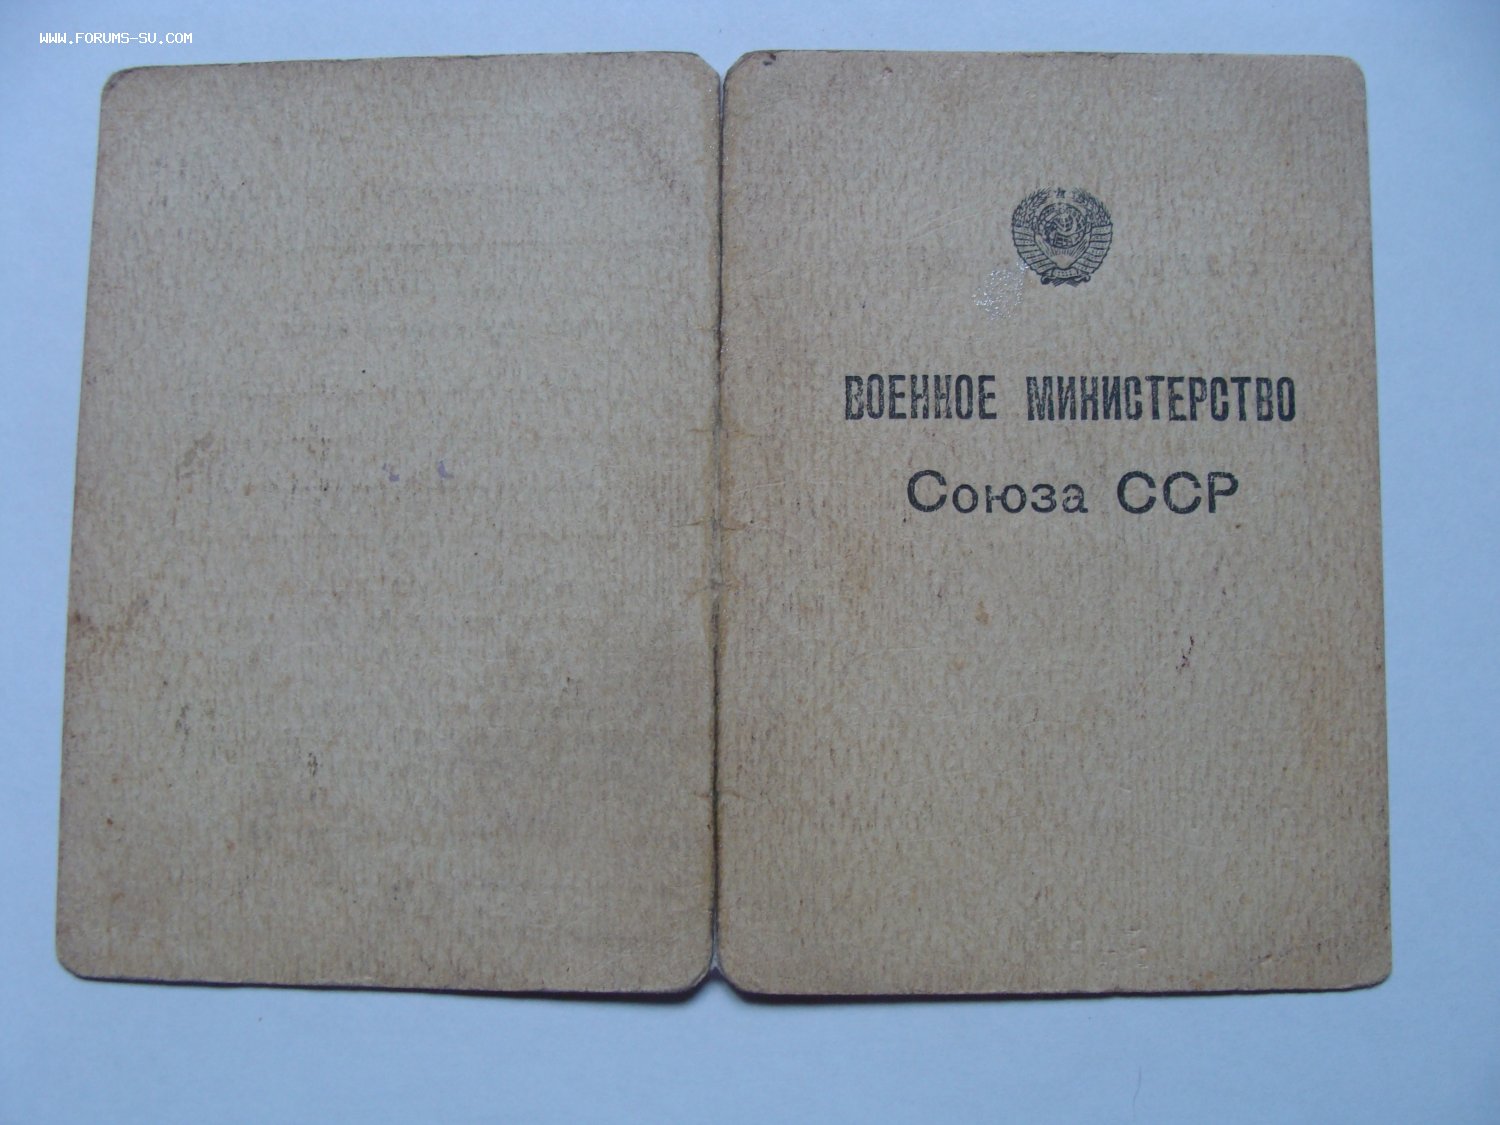 WWW.FORUMS-SU.COM
ВОЕННОЕ МИНИСТЕРСТВО
Союза ССР